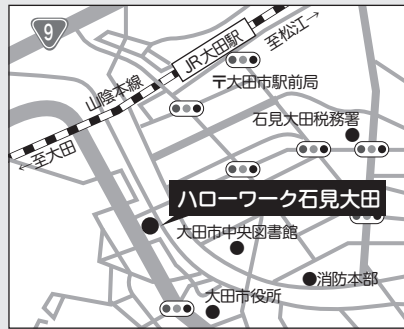 9
JR大田駅
至松江→
〒大田市駅前局
山陰本線
石見大田税務署
←至大田
ハローワーク石見大田
大田市中央図書館
消防本部
大田市役所